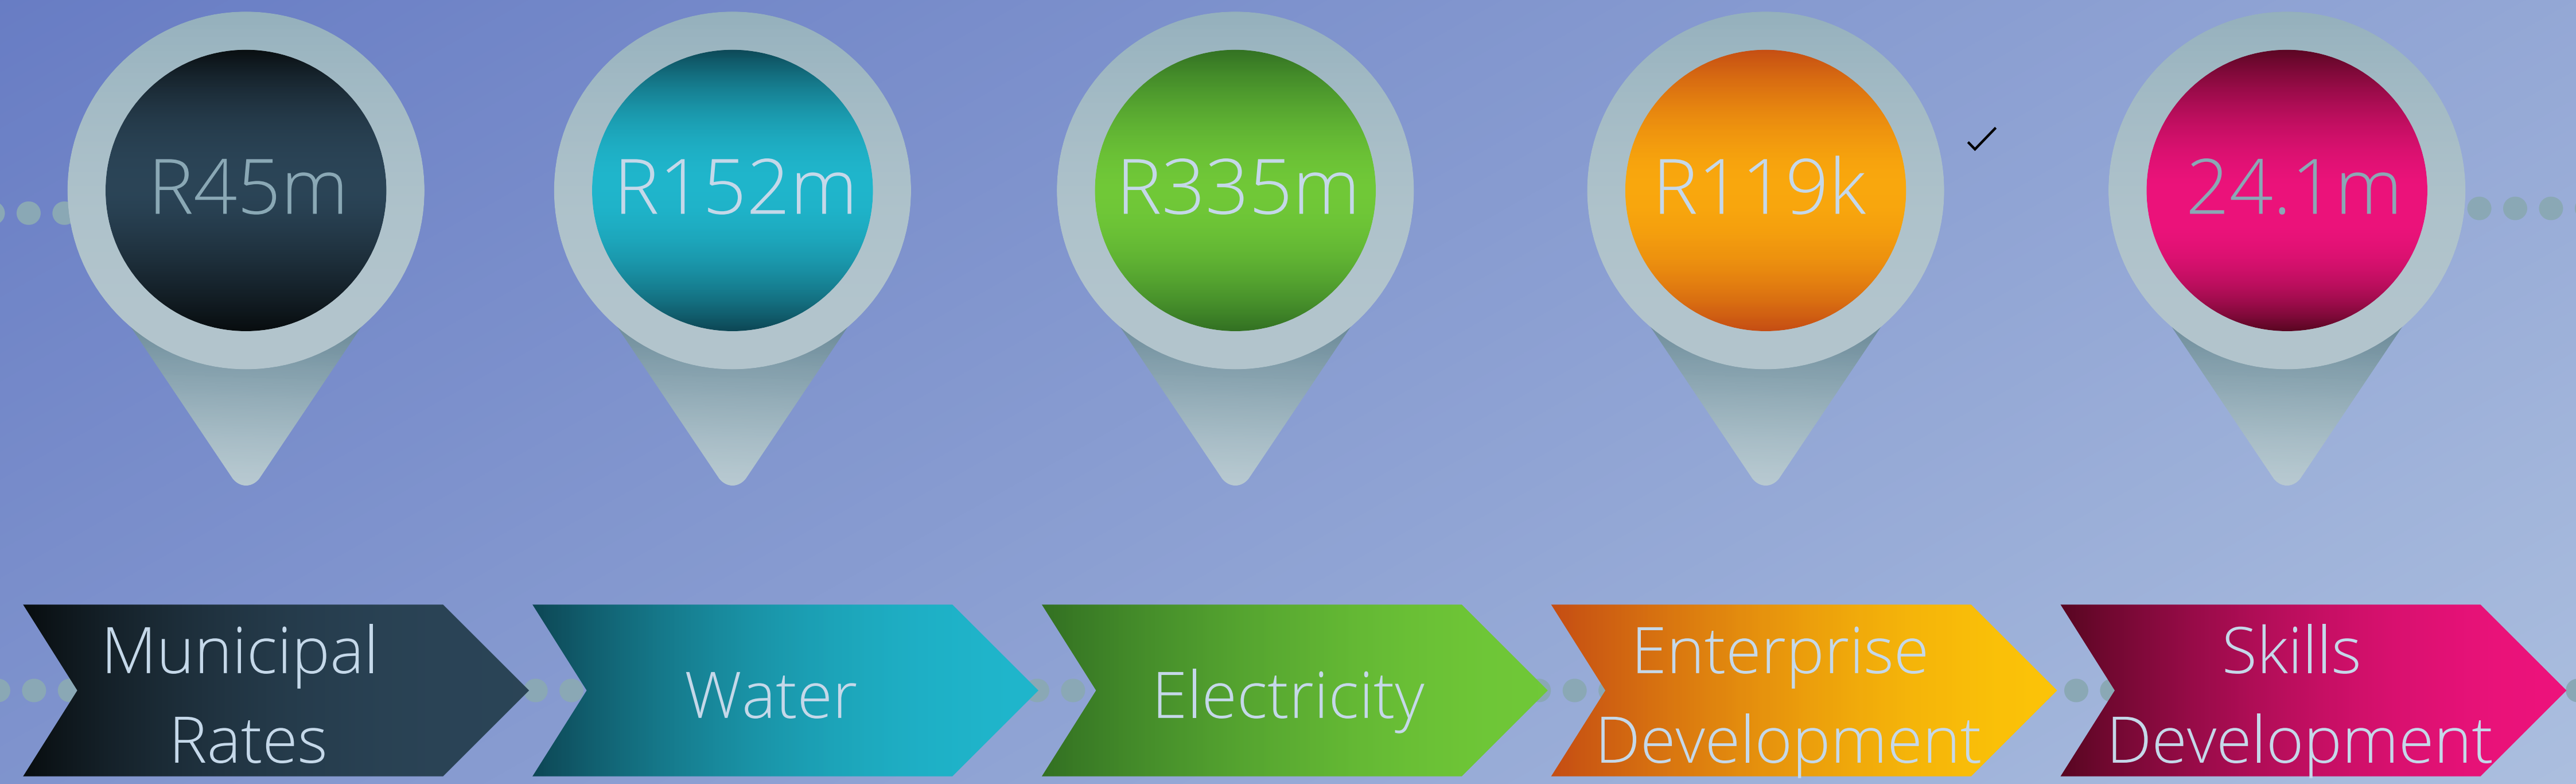 R45m
R152m
R335m
R119k
24.1m
Municipal
Rates
Water
Electricity
Enterprise
Development
Skills
Development